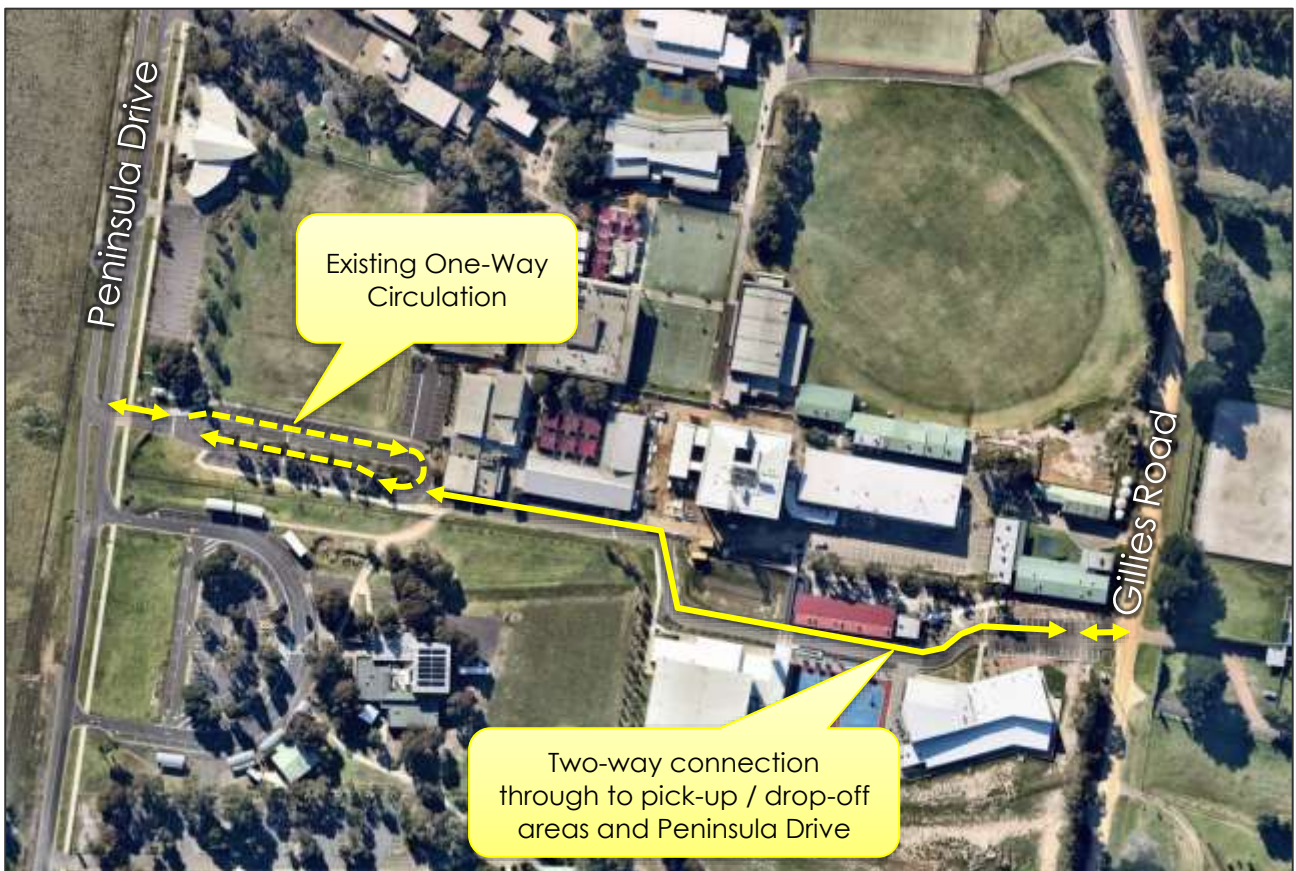 Peninsula Drive
Existing One-Way
Circulation
Gillies Road
Two-way connection
through to pick-up / drop-off
areas and Peninsula Drive